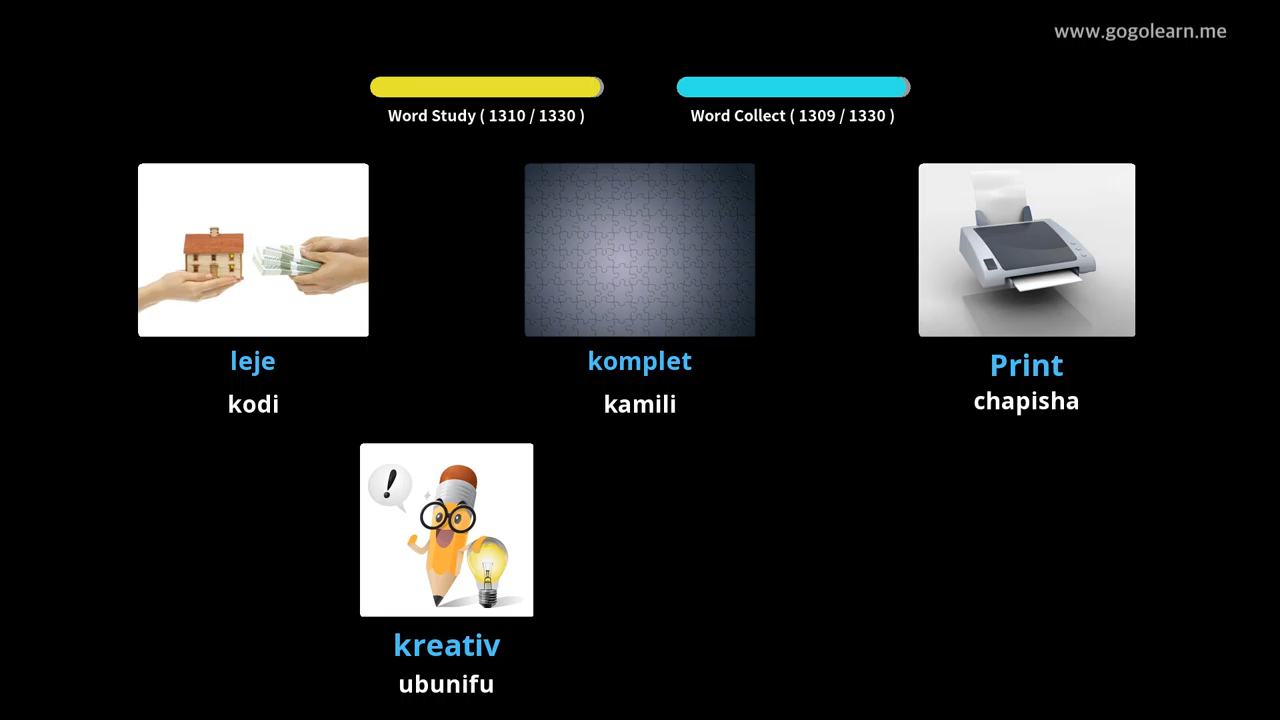 www.gogolearn.me
Word Study ( 1310 / 1330 )
Word Collect ( 1309 / 1330 )
leje
kodi
komplet
kamili
Print
chapisha
!
kreativ
ubunifu